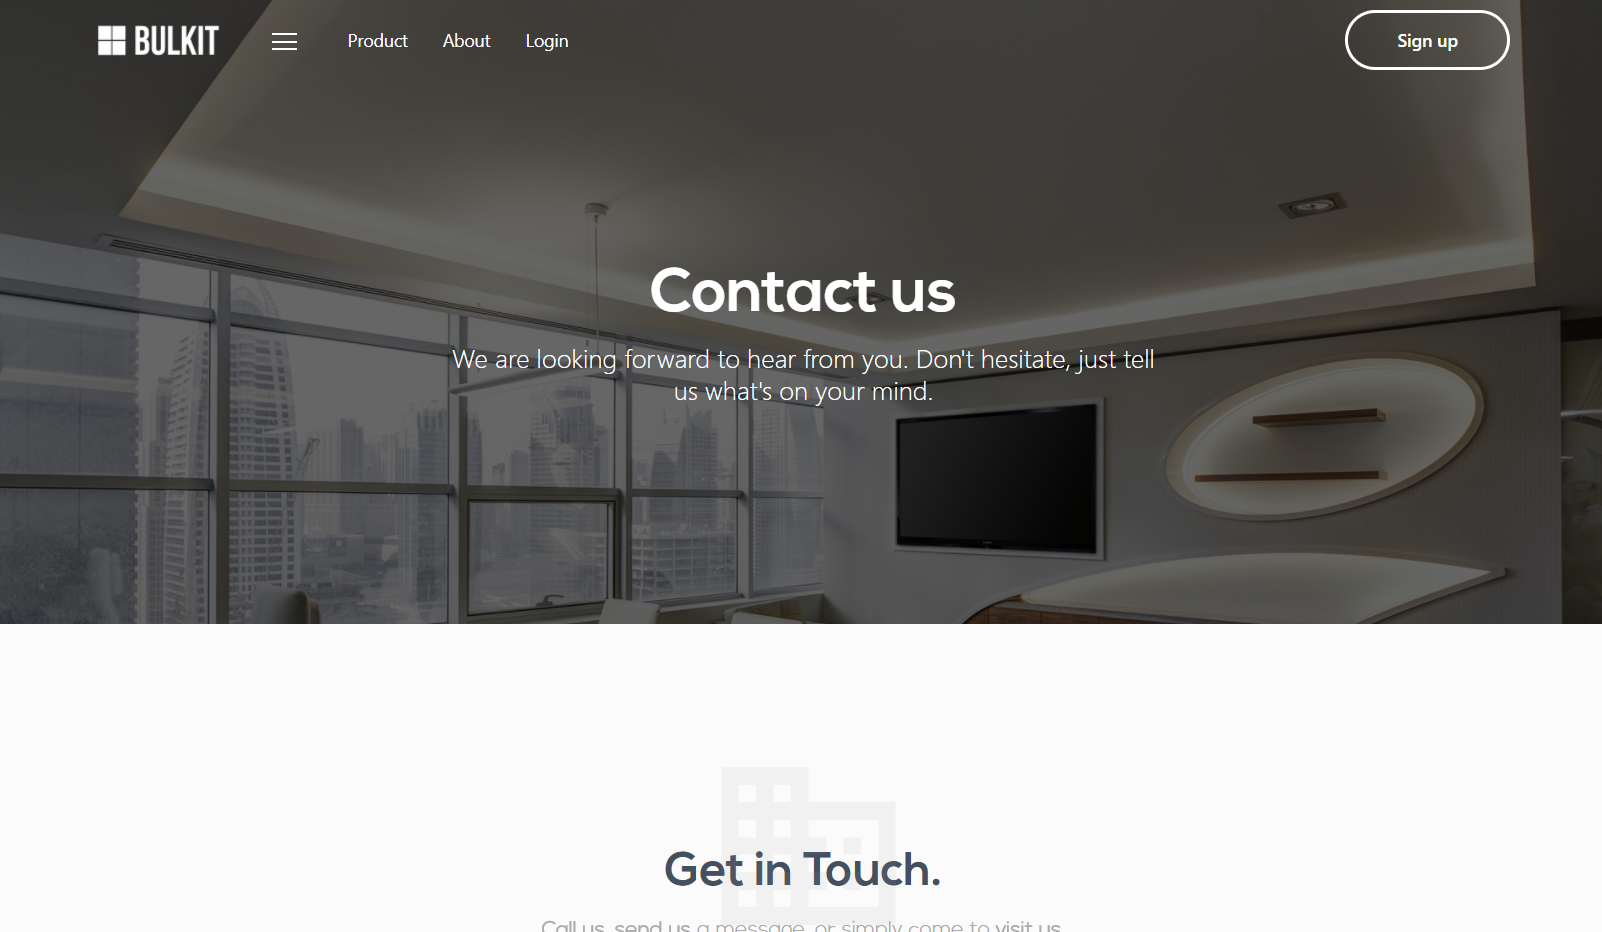 BULKIT
Product
About
Login
Sign up
Contact us
We are looking forward to hear from you. Don't hesitate, just tell
us what's on your mind.
Get in Touch.
Call us, send us a message, or simply come to visit us